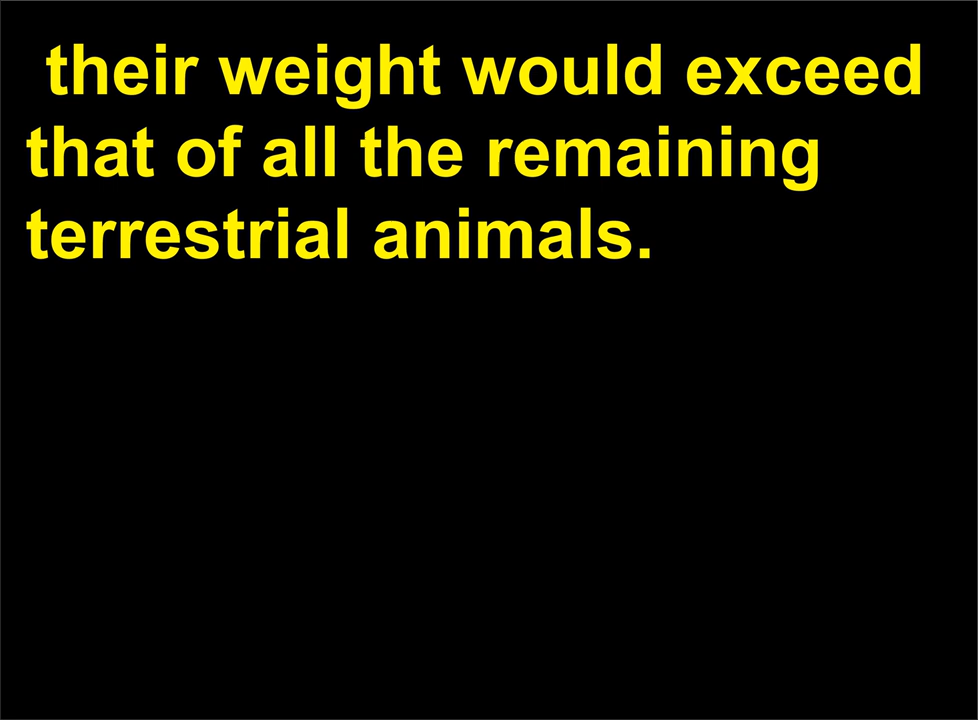 their weight would exceed
that of all the remaining
terrestrial animals.